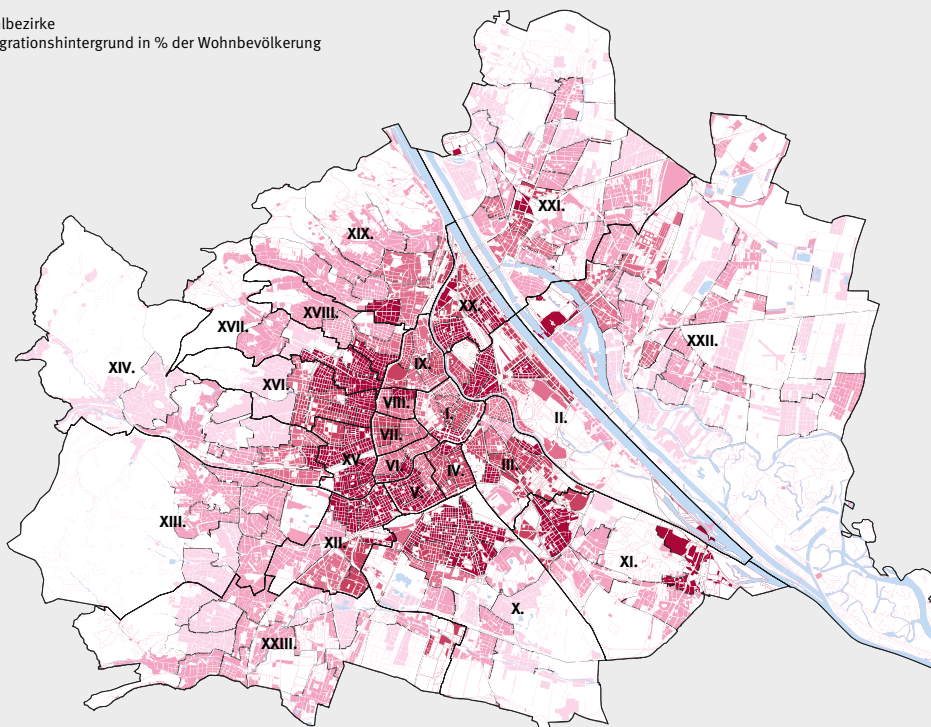 lbezirke
grationshintergrund in % der Wohnbevölkerung
XXI.
XIX.
XX.
XVIII.
XVII.
XXII.
XIV.
IX.
XVI.
VIII.
I.
II.
VII.
XV.
VI.
IV.
III.
V.
XIII.
XII.
XI.
X.
XXIII.